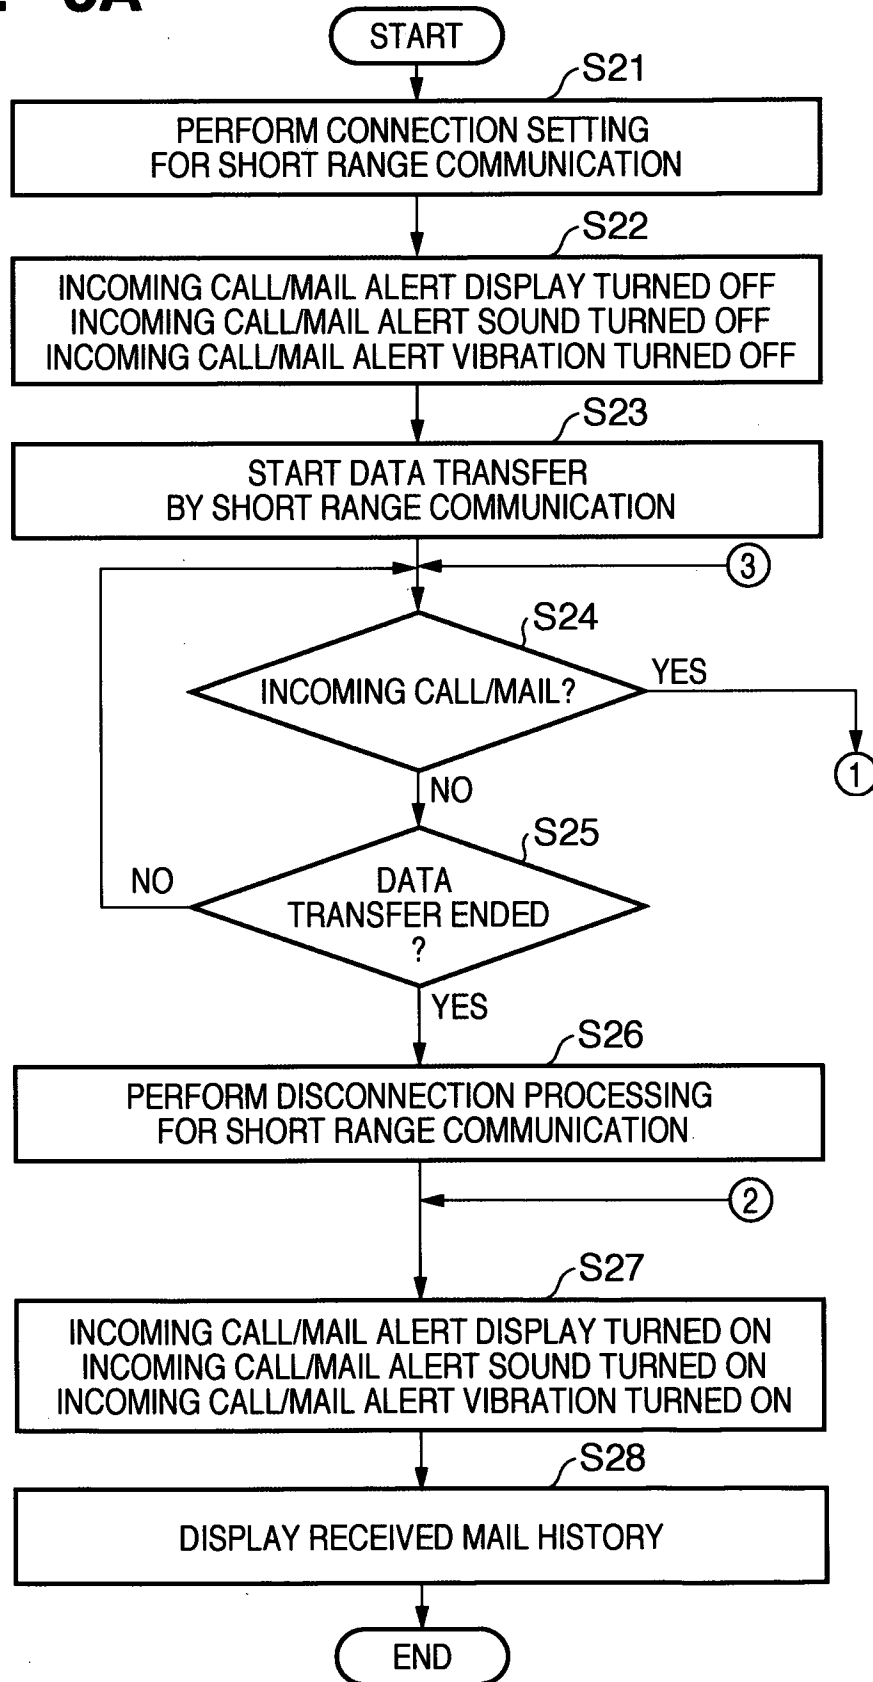 START
S21
PERFORM CONNECTION SETTING
FOR SHORT RANGE COMMUNICATION
S22
INCOMING CALL/MAIL ALERT DISPLAY TURNED OFF
INCOMING CALL/MAIL ALERT SOUND TURNED OFF
INCOMING CALL/MAIL ALERT VIBRATION TURNED OFF
S23
START DATA TRANSFER
BY SHORT RANGE COMMUNICATION
3
S24
INCOMING CALL/MAIL?
YES
1
NO
S25
DATA
TRANSFER ENDED
?
NO
YES
S26
PERFORM DISCONNECTION PROCESSING
FOR SHORT RANGE COMMUNICATION
2
S27
INCOMING CALL/MAIL ALERT DISPLAY TURNED ON
INCOMING CALL/MAIL ALERT SOUND TURNED ON
INCOMING CALL/MAIL ALERT VIBRATION TURNED ON
S28
DISPLAY RECEIVED MAIL HISTORY
END